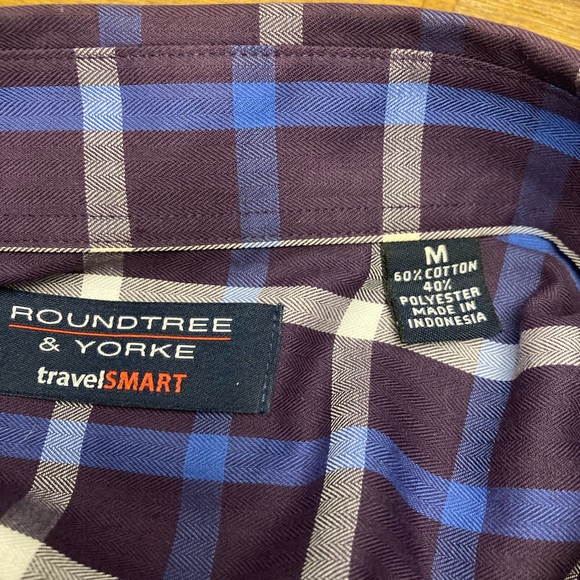 ROUNDTREE
& YORKE
travelSMART
M
60% COTTON
40%
POLYESTER
MADE IN
INDONESIA